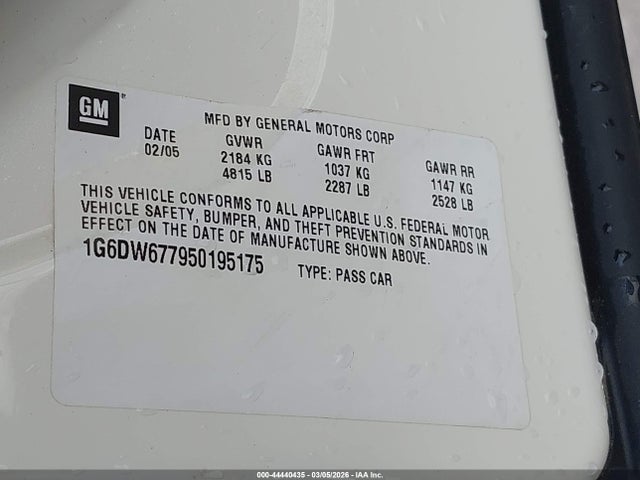 GM
MFD BY GENERAL MOTORS CORP
DATE GVWR GAWR FRT GAWR RR
02/05 2184 KG 1037 KG 1147 KG
4815 LB 2287 LB 2528 LB
THIS VEHICLE CONFORMS TO ALL APPLICABLE U.S. FEDERAL MOTOR
VEHICLE SAFETY, BUMPER, AND THEFT PREVENTION STANDARDS IN
EFFECT ON THE DATE OF MANUFACTURE SHOWN ABOVE.
1G6DW677950195175 TYPE: PASS CAR
000-44440435 - 03/05/2026 - IAA Inc.